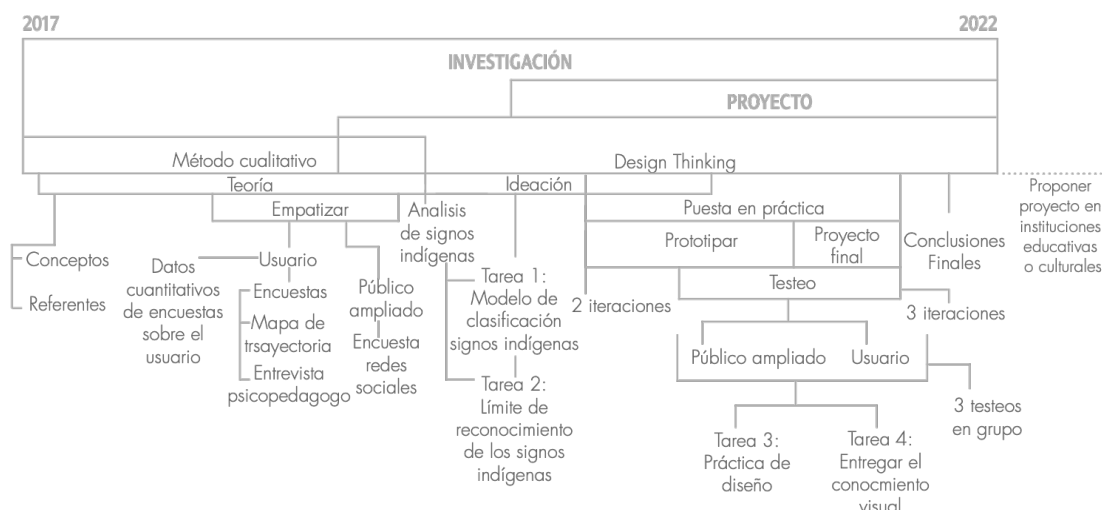 2017
2022
INVESTIGACIÓN
PROYECTO
Método cualitativo
Design Thinking
Teoría
Ideación
Empatizar
Puesta en práctica
Prototipar
Proyecto
final
Testeo
Conceptos
Referentes
Datos
cuantitativos
de encuestas
sobre el
usuario
Usuario
Encuestas
Mapa de
trsayectoria
Entrevista
psicopedagogo
Público
ampliado
Encuesta
redes
sociales
Analisis
de signos
indígenas
Tarea 1:
Modelo de
clasificación
signos indígenas
Tarea 2:
Límite de
reconocimiento
de los signos
indígenas
2 iteraciones
Público ampliado
Usuario
Tarea 3:
Práctica de
diseño
Tarea 4:
Entregar el
conocmiento
visual
3 testeos
en grupo
3 iteraciones
Conclusiones
Finales
Proponer
proyecto en
instituciones
educativas
o culturales